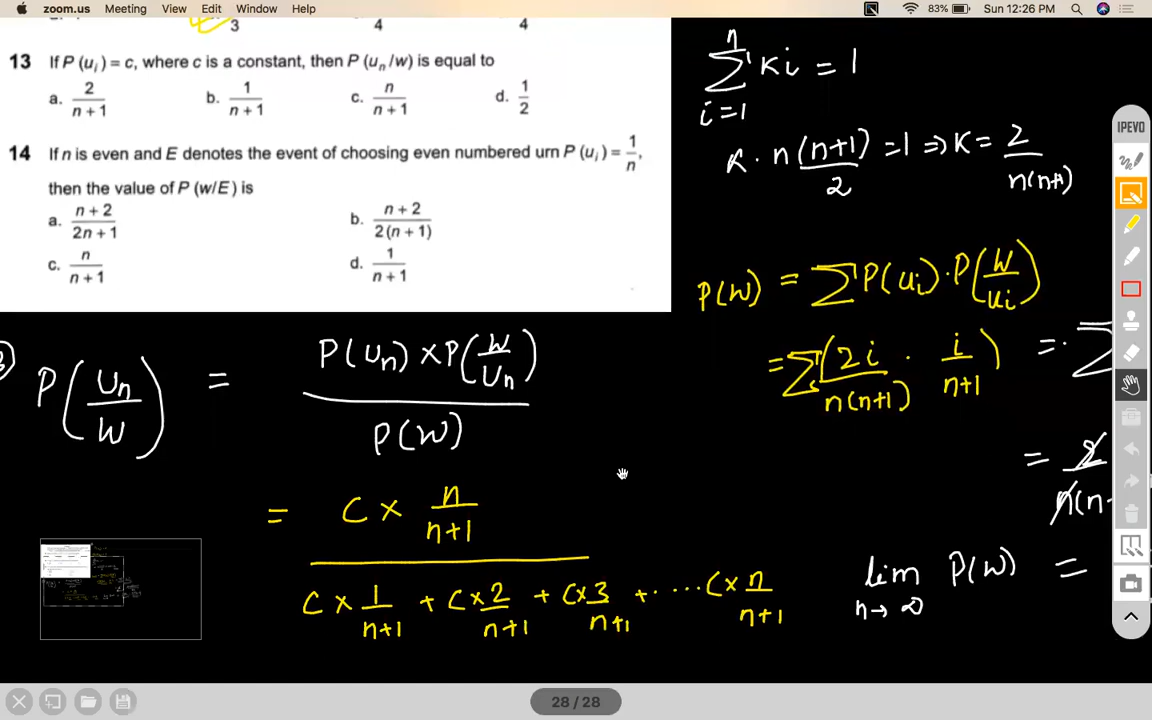 zoom.us Meeting View Edit Window Help 83% Sun 12:26 PM
3 4 4
13 If P (uᵢ) = c, where c is a constant, then P (uₙ/w) is equal to
a. 2/(n + 1) b. 1/(n + 1) c. n/(n + 1) d. 1/2
14 If n is even and E denotes the event of choosing even numbered urn P (uᵢ) = 1/n,
then the value of P (w/E) is
a. (n + 2)/(2n + 1) b. (n + 2)/(2 (n + 1))
c. n/(n + 1) d. 1/(n + 1)
n ∑ i=1 Ki = 1
K · n(n+1)/2 = 1 ⇒ K = 2/(n(n+1))
P(W) = ∑ P(ui) · P(W/ui)
= ∑ (2i/(n(n+1)) · i/(n+1)) = · ∑
= 2/(n(n+
lim n→∞ P(W) =
P(Un/W) = (P(Un) × P(W/Un))/P(W)
= (C × n/(n+1))/(C × 1/(n+1) + C × 2/(n+1) + C × 3/(n+1) + ... C × n/(n+1))
IPEVO
28 / 28